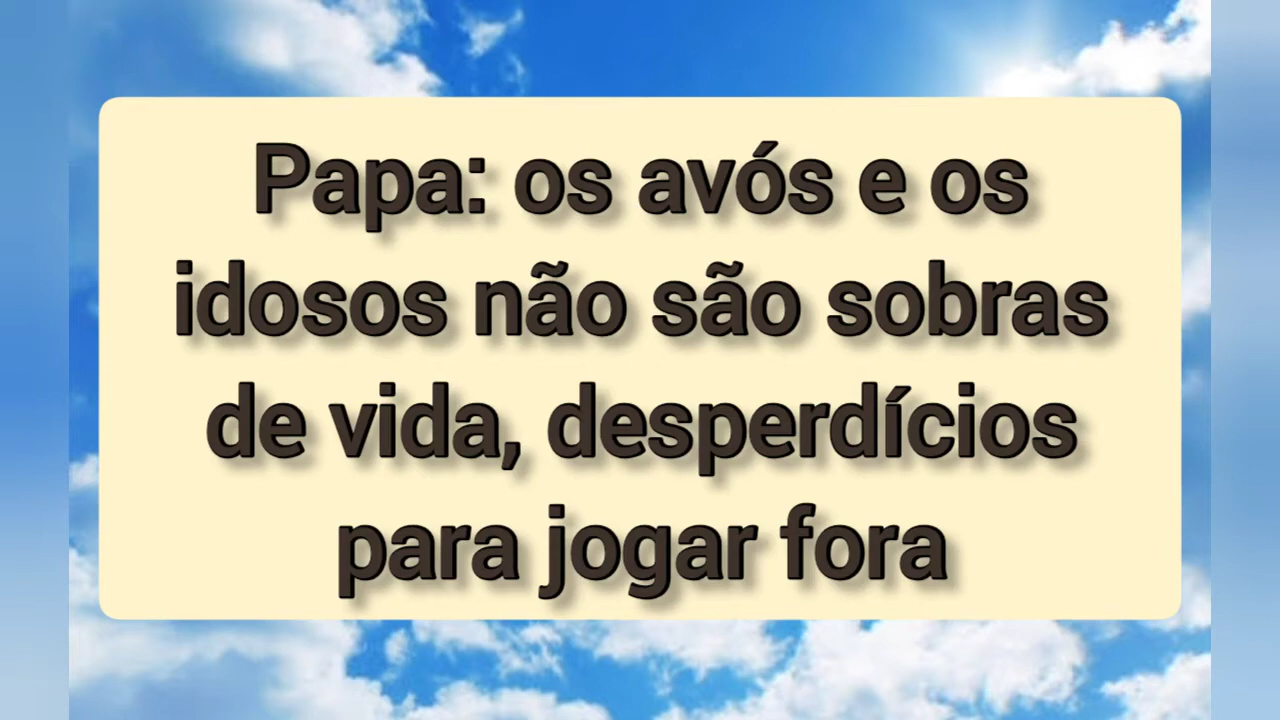 Papa: os avós e os
idosos não são sobras
de vida, desperdícios
para jogar fora